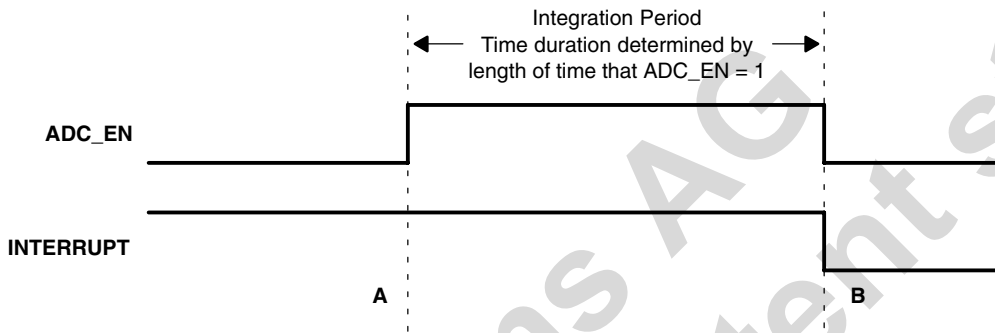 Integration Period
Time duration determined by
length of time that ADC_EN = 1
ADC_EN
INTERRUPT
A
B